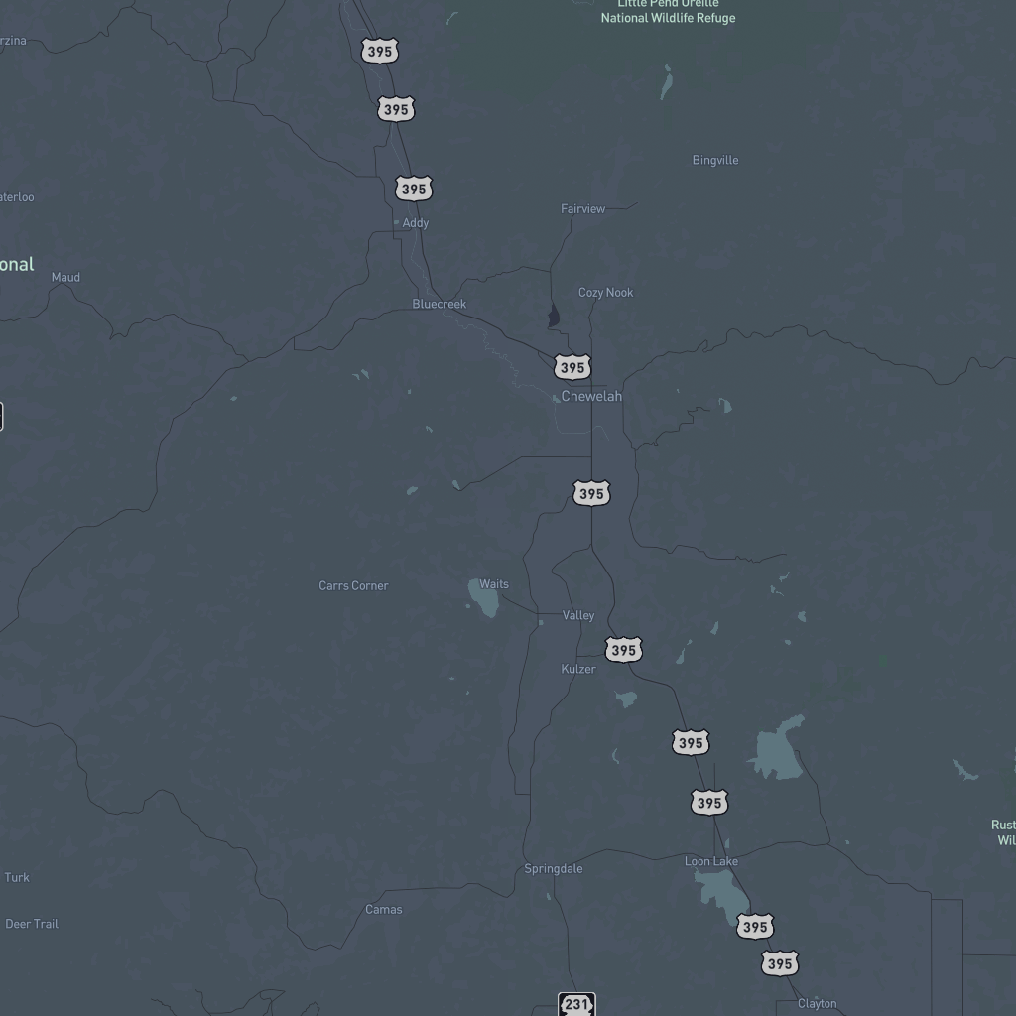 Little Pend Oreille
National Wildlife Refuge
395
395
Eingville
395
Fairview
Addy
onal
Maud
Cozy Nook
Bluecreek
395
Chewelah
395
Waits
Carrs Corner
Valley
395
Kulzer
395
395
Rust
Wil
Loon Lake
Springdale
Turk
Camas
Deer Trail
395
395
Clayton
231